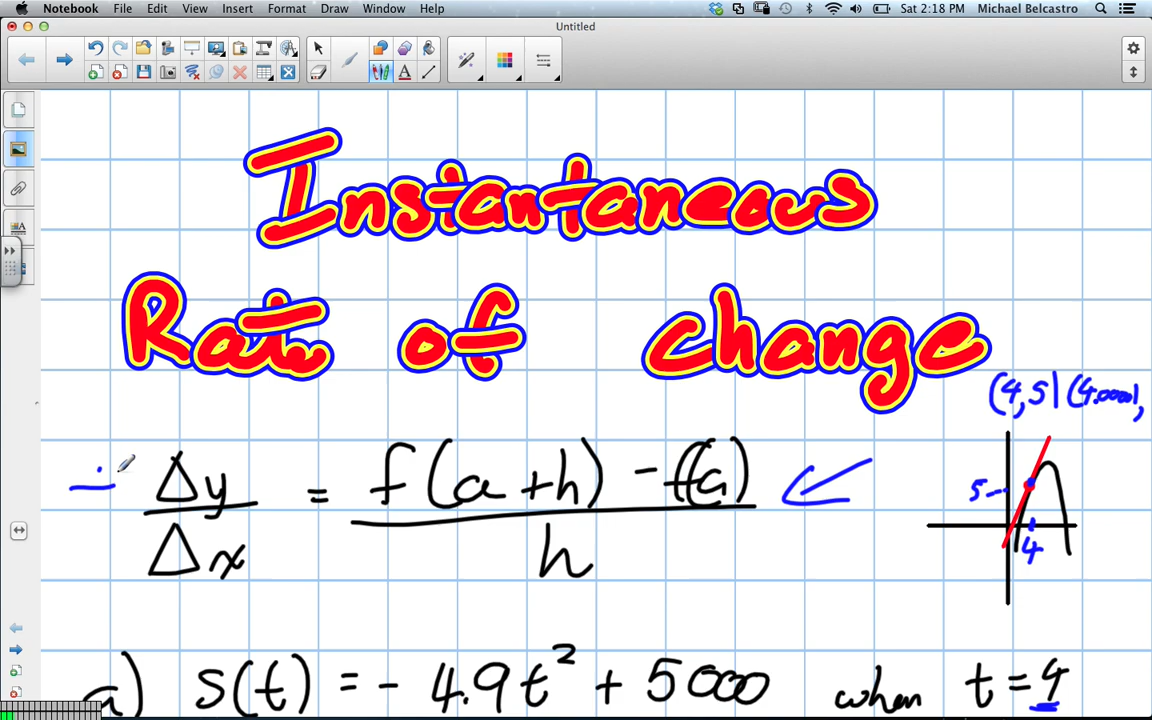 Notebook File Edit View Insert Format Draw Window Help Sat 2:18 PM Michael Belcastro
Untitled
Instantaneous
Rate of change
(4,5) (4.00001,
Δy/Δx = f(a+h) - f(a)/h
5
4
a) s(t) = - 4.9t² + 5000 when t = 4